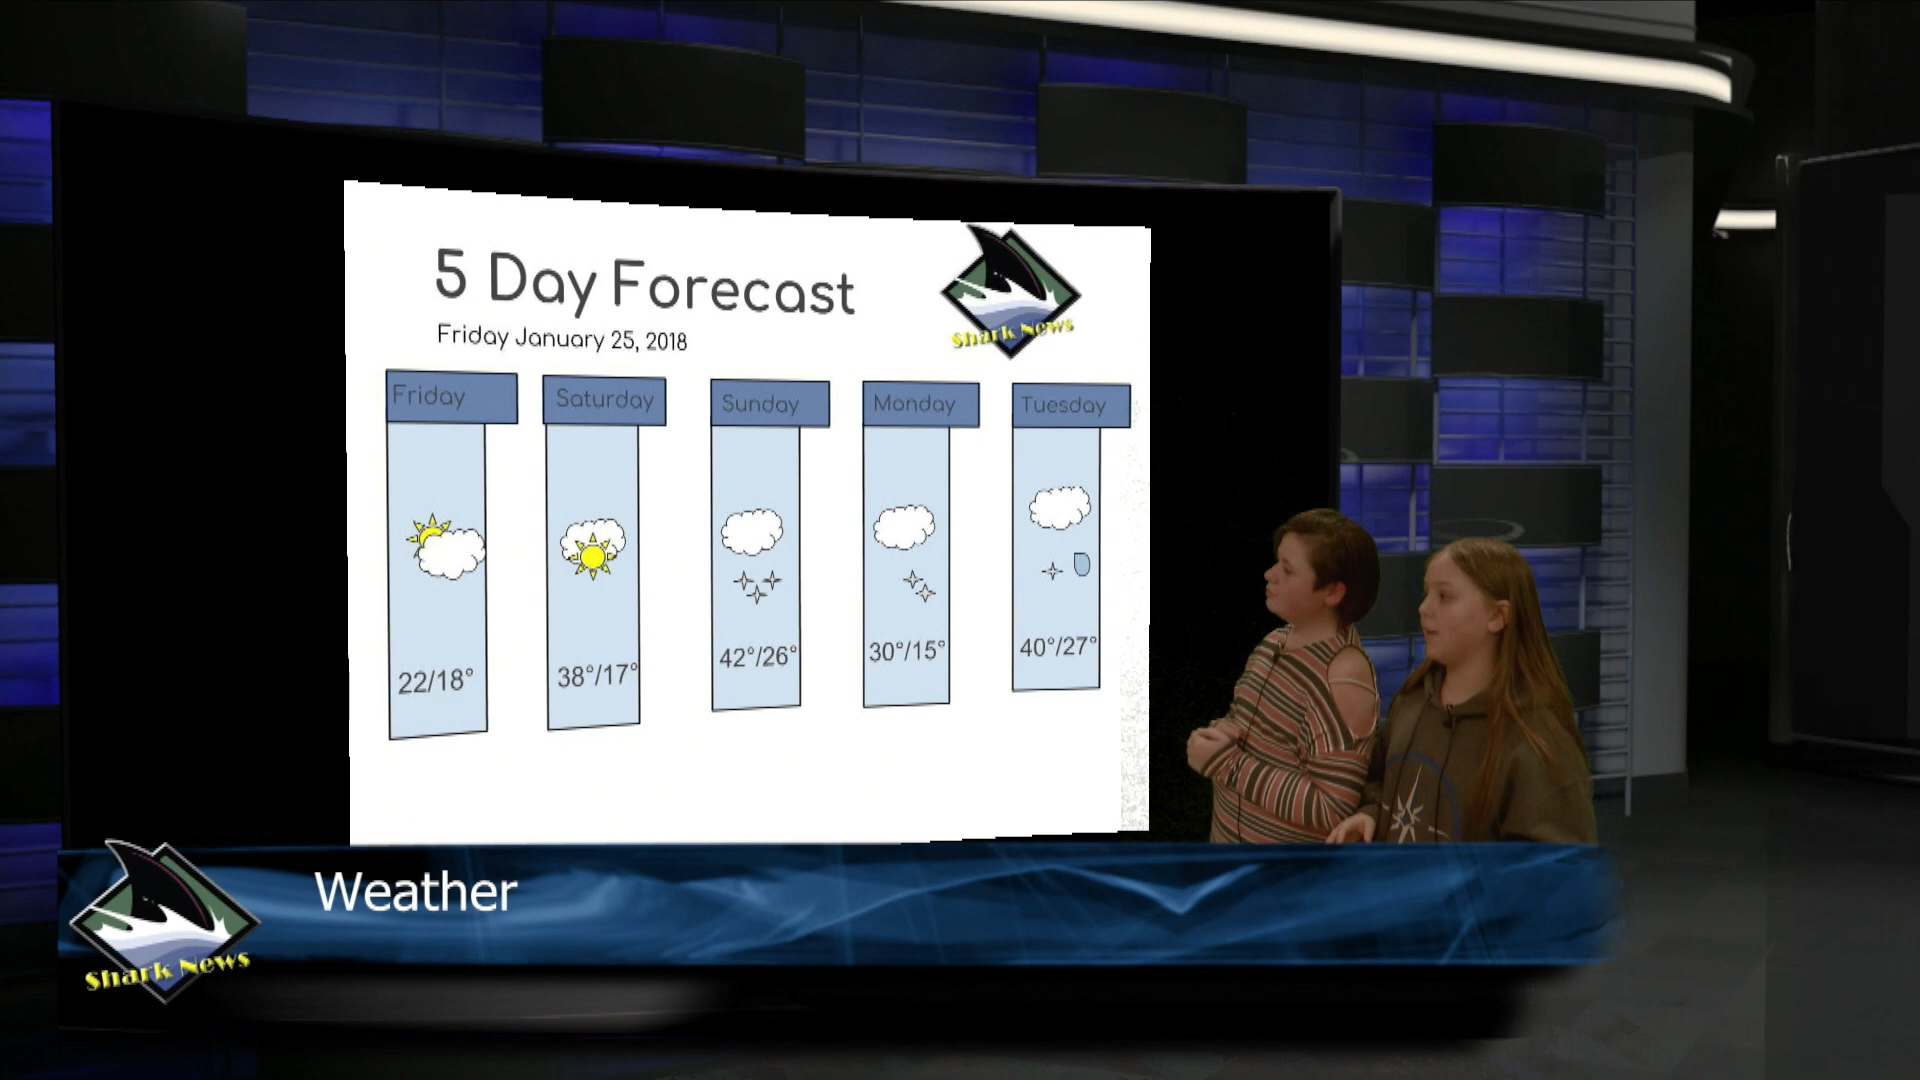 5 Day Forecast
Friday January 25, 2018
Shark News
Friday Saturday Sunday Monday Tuesday
22/18° 38°/17° 42°/26° 30°/15° 40°/27°
Weather
Shark News